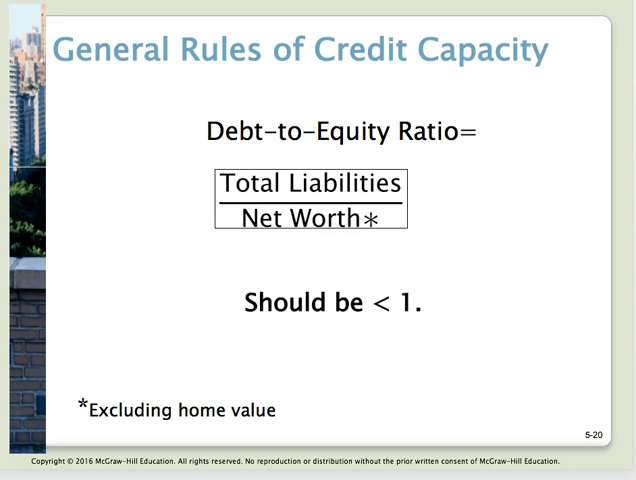 General Rules of Credit Capacity
Debt-to-Equity Ratio=
Total Liabilities
Net Worth*
Should be < 1.
*Excluding home value
5-20
Copyright © 2016 McGraw-Hill Education. All rights reserved. No reproduction or distribution without the prior written consent of McGraw-Hill Education.